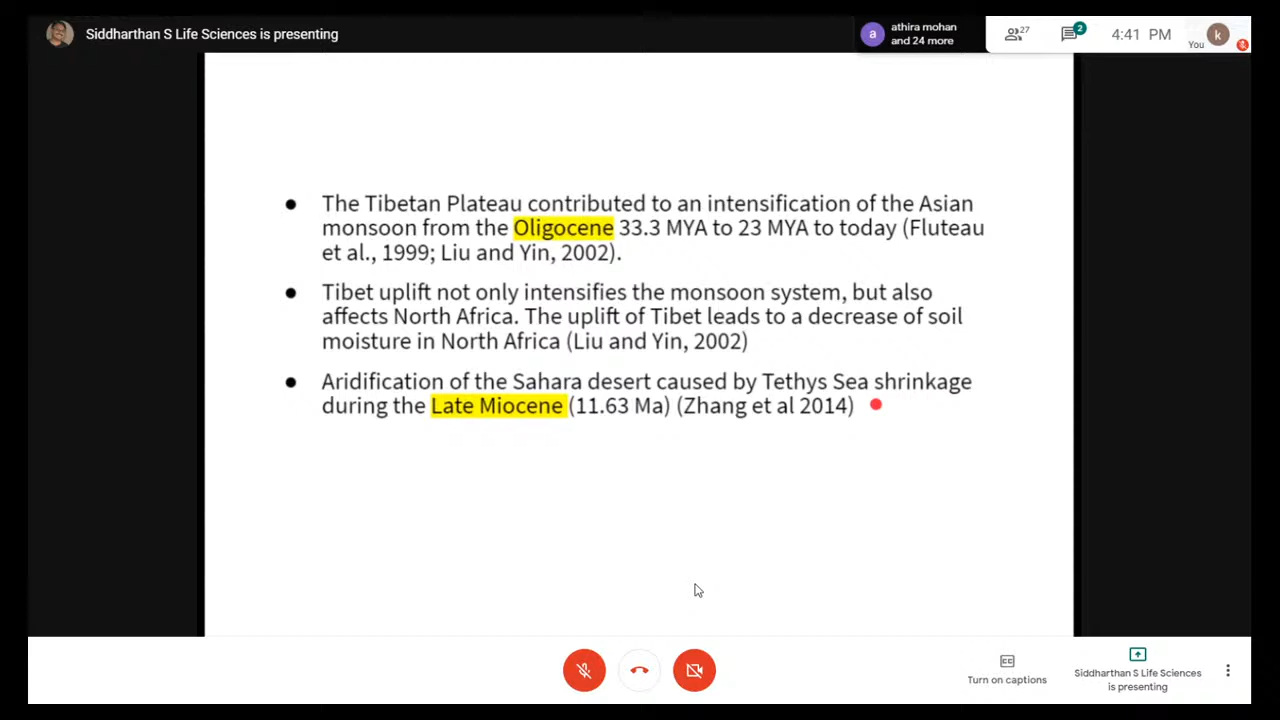 Siddharthan S Life Sciences is presenting
a
athira mohan
and 24 more
27
2
4:41 PM
You
k
● The Tibetan Plateau contributed to an intensification of the Asian
monsoon from the Oligocene 33.3 MYA to 23 MYA to today (Fluteau
et al., 1999; Liu and Yin, 2002).
● Tibet uplift not only intensifies the monsoon system, but also
affects North Africa. The uplift of Tibet leads to a decrease of soil
moisture in North Africa (Liu and Yin, 2002)
● Aridification of the Sahara desert caused by Tethys Sea shrinkage
during the Late Miocene (11.63 Ma) (Zhang et al 2014)
CC
Turn on captions
Siddharthan S Life Sciences
is presenting